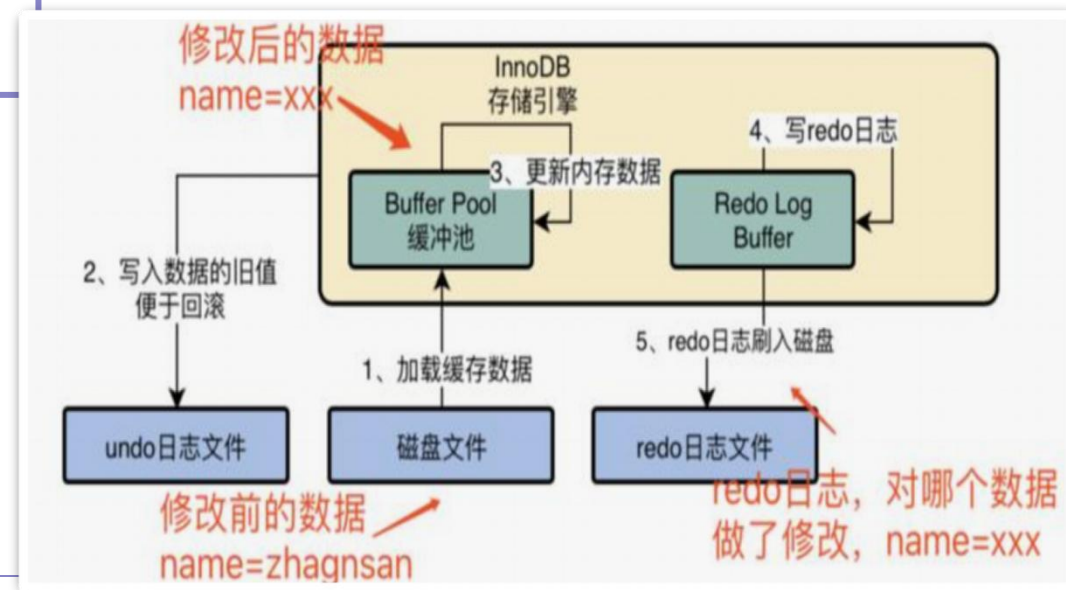 修改后的数据
name=xxx
InnoDB
存储引擎
4、写redo日志
3、更新内存数据
Buffer Pool
缓冲池
Redo Log
Buffer
2、写入数据的旧值
便于回滚
5、redo日志刷入磁盘
1、加载缓存数据
undo日志文件
磁盘文件
redo日志文件
修改前的数据
name=zhagnsan
redo日志，对哪个数据
做了修改，name=xxx